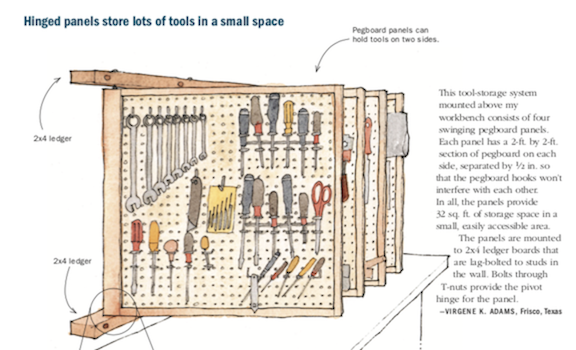 Hinged panels store lots of tools in a small space
Pegboard panels can
hold tools on two sides.
2x4 ledger
2x4 ledger
This tool-storage system
mounted above my
workbench consists of four
swinging pegboard panels.
Each panel has a 2-ft. by 2-ft.
section of pegboard on each
side, separated by ½ in. so
that the pegboard hooks won't
interfere with each other.
In all, the panels provide
32 sq. ft. of storage space in a
small, easily accessible area.
The panels are mounted
to 2x4 ledger boards that
are lag-bolted to studs in
the wall. Bolts through
T-nuts provide the pivot
hinge for the panel.
—VIRGENE K. ADAMS, Frisco, Texas